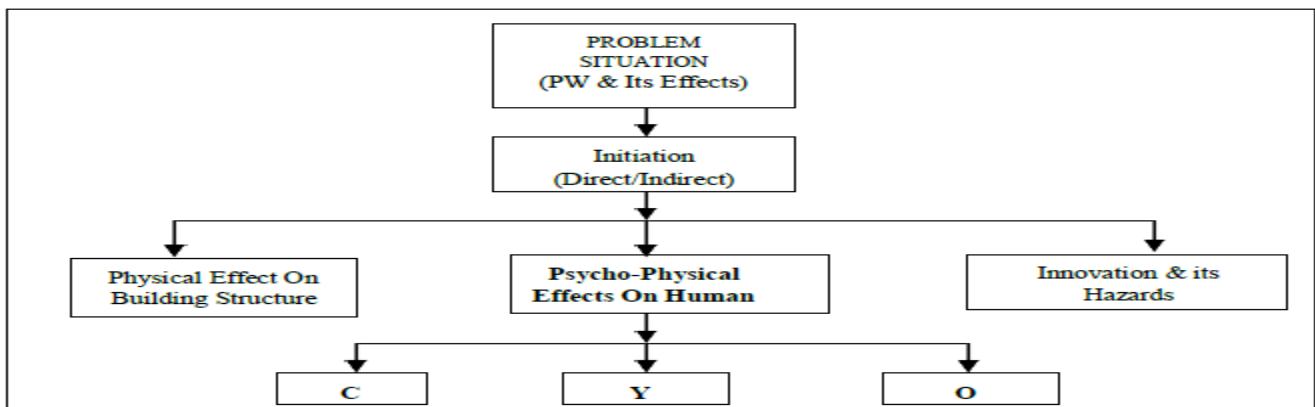 PROBLEM
SITUATION
(PW & Its Effects)
Initiation
(Direct/Indirect)
Physical Effect On
Building Structure
Psycho-Physical
Effects On Human
Innovation & its
Hazards
C
Y
O